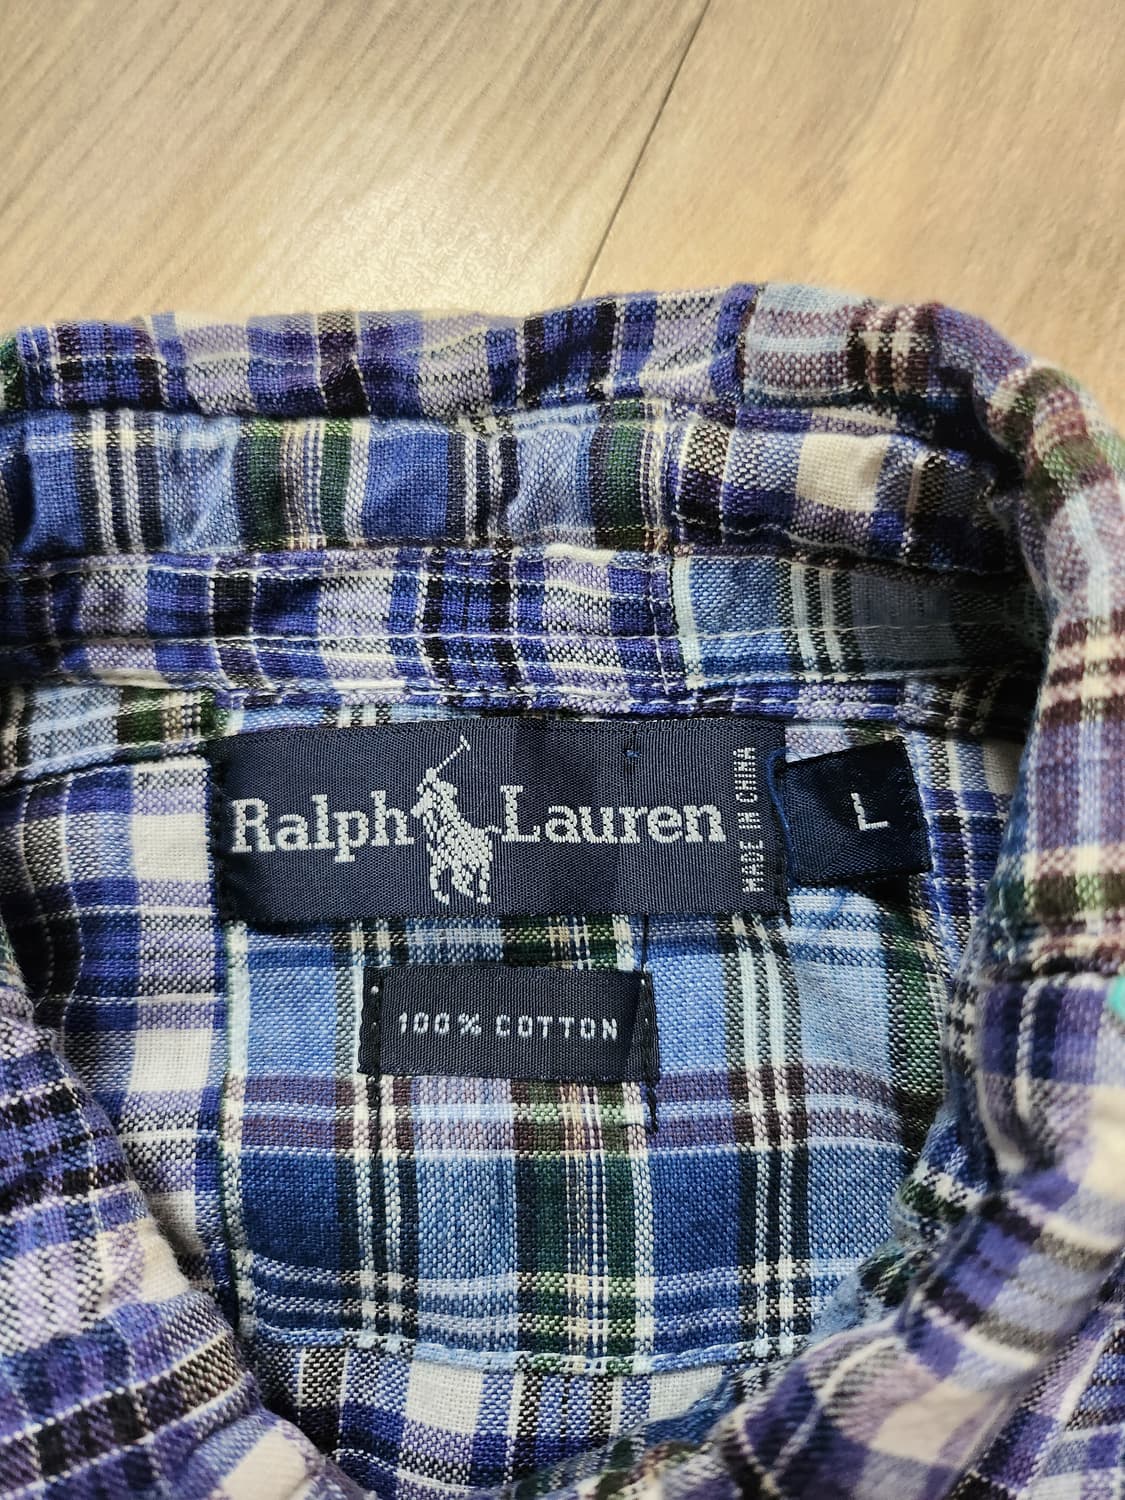 Ralph Lauren
MADE IN CHINA
L
100% COTTON